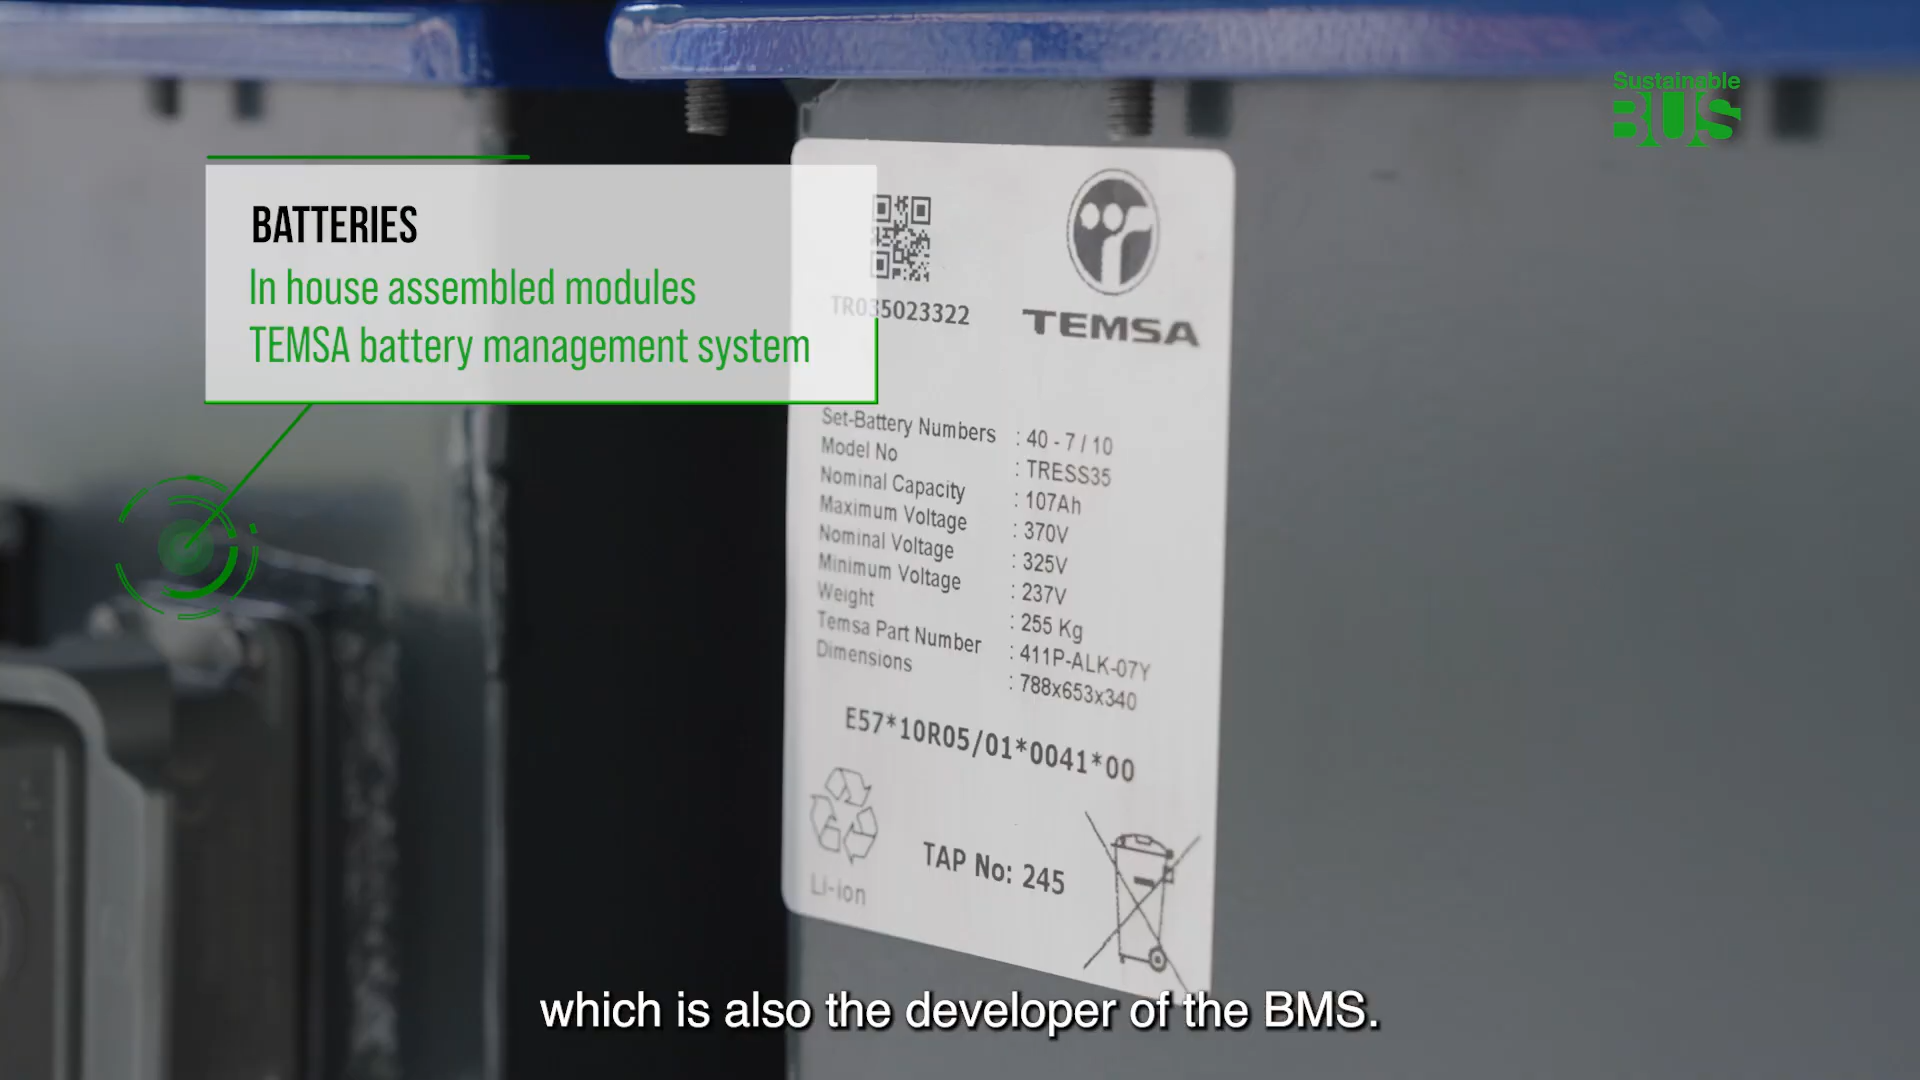 Sustainable
BUS
BATTERIES
In house assembled modules
TEMSA battery management system
TR035023322
TEMSA
Set-Battery Numbers : 40 - 7 / 10
Model No : TRESS35
Nominal Capacity : 107Ah
Maximum Voltage : 370V
Nominal Voltage : 325V
Minimum Voltage : 237V
Weight : 255 Kg
Temsa Part Number : 411P-ALK-07Y
Dimensions : 788x653x340
E57*10R05/01*0041*00
Li-ion
TAP No: 245
which is also the developer of the BMS.